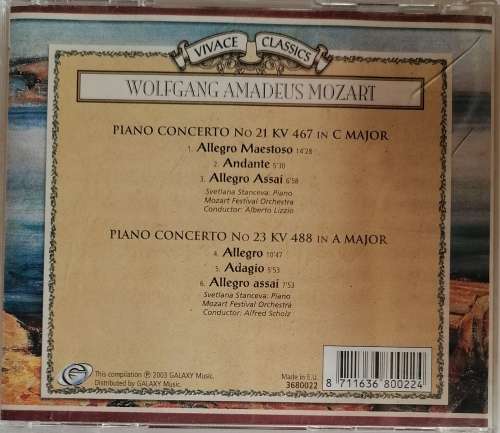 VIVACE CLASSICS
WOLFGANG AMADEUS MOZART
PIANO CONCERTO No 21 KV 467 IN C MAJOR
1. Allegro Maestoso 14'28
2. Andante 5'30
3. Allegro Assai 6'58
Svetlana Stanceva: Piano
Mozart Festival Orchestra
Conductor: Alberto Lizzio
PIANO CONCERTO No 23 KV 488 IN A MAJOR
4. Allegro 10'47
5. Adagio 5'53
6. Allegro assai 7'53
Svetlana Stanceva: Piano
Mozart Festival Orchestra
Conductor: Alfred Scholz
This compilation ℗ 2003 GALAXY Music.
Distributed by GALAXY Music.
Made in E.U.
3680022
8 711636 800224